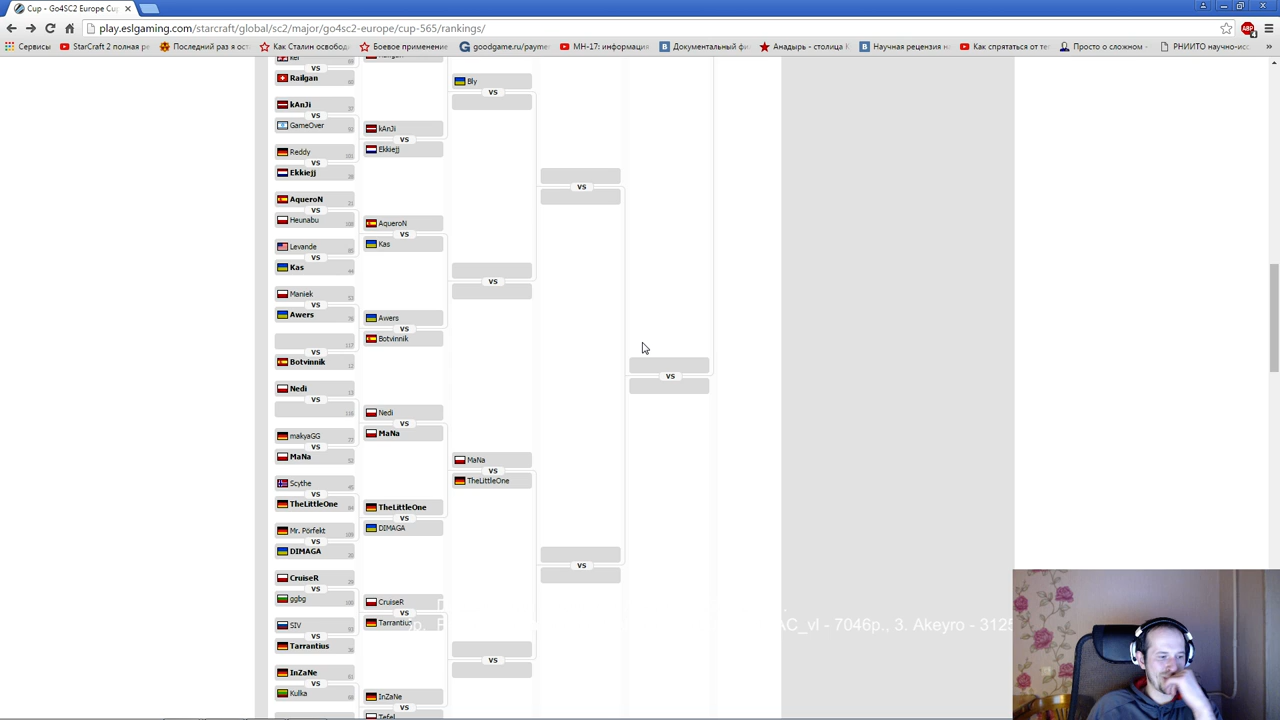 Cup - Go4SC2 Europe Cup
play.eslgaming.com/starcraft/global/sc2/major/go4sc2-europe/cup-565/rankings/
Сервисы
StarCraft 2 полная ре
Последний раз я ост
Как Сталин освобод
Боевое применение
goodgame.ru/payme
МН-17: информация
Документальный фи
Анадырь - столица
Научная рецензия н
Как спрятаться от те
Просто о сложном -
РНИИТО научно-исс
»
Railgan
kAnJi
VS
GameOver
Reddy
VS
Ekkiejj
AqueroN
VS
Heunabu
Levande
VS
Kas
Maniek
VS
Awers
VS
Botvinnik
Nedi
VS
makyaGG
VS
MaNa
Scythe
VS
TheLittleOne
Mr. Pörfekt
VS
DIMAGA
CruiseR
VS
ggbg
SIV
VS
Tarrantius
InZaNe
VS
Kulka
kAnJi
VS
Ekkiejj
AqueroN
VS
Kas
Awers
VS
Botvinnik
Nedi
VS
MaNa
TheLittleOne
VS
DIMAGA
CruiseR
VS
Tarrantius
InZaNe
Tefel
Bly
VS
VS
MaNa
VS
TheLittleOne
VS
VS
VS
VS
AC_vl - 7046p., 3. Akeyro - 3125